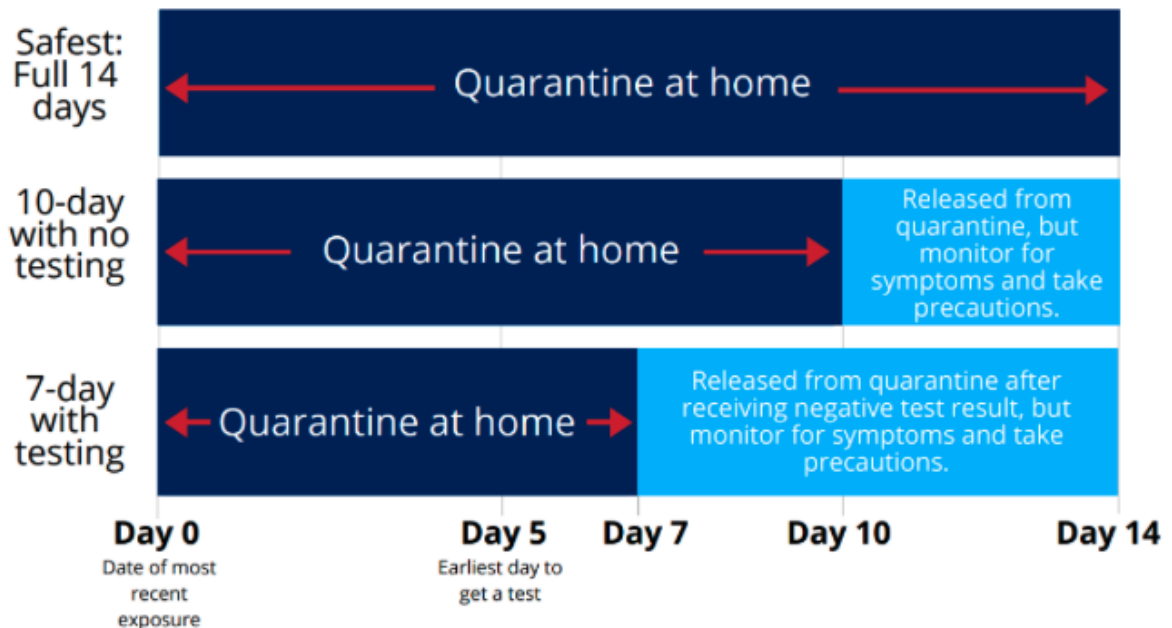 Safest:
Full 14
days
Quarantine at home
10-day
with no
testing
Quarantine at home
Released from
quarantine, but
monitor for
symptoms and take
precautions.
7-day
with
testing
Quarantine at home
Released from quarantine after
receiving negative test result, but
monitor for symptoms and take
precautions.
Day 0
Date of most
recent
exposure
Day 5
Earliest day to
get a test
Day 7
Day 10
Day 14